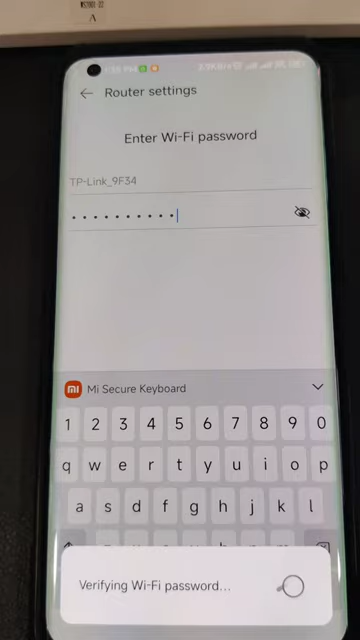 A
Router settings
Enter Wi-Fi password
TP-Link_9F34
••••••••••
mi Mi Secure Keyboard
1 2 3 4 5 6 7 8 9 0
q w e r t y u i o p
a s d f g h j k l
Verifying Wi-Fi password...